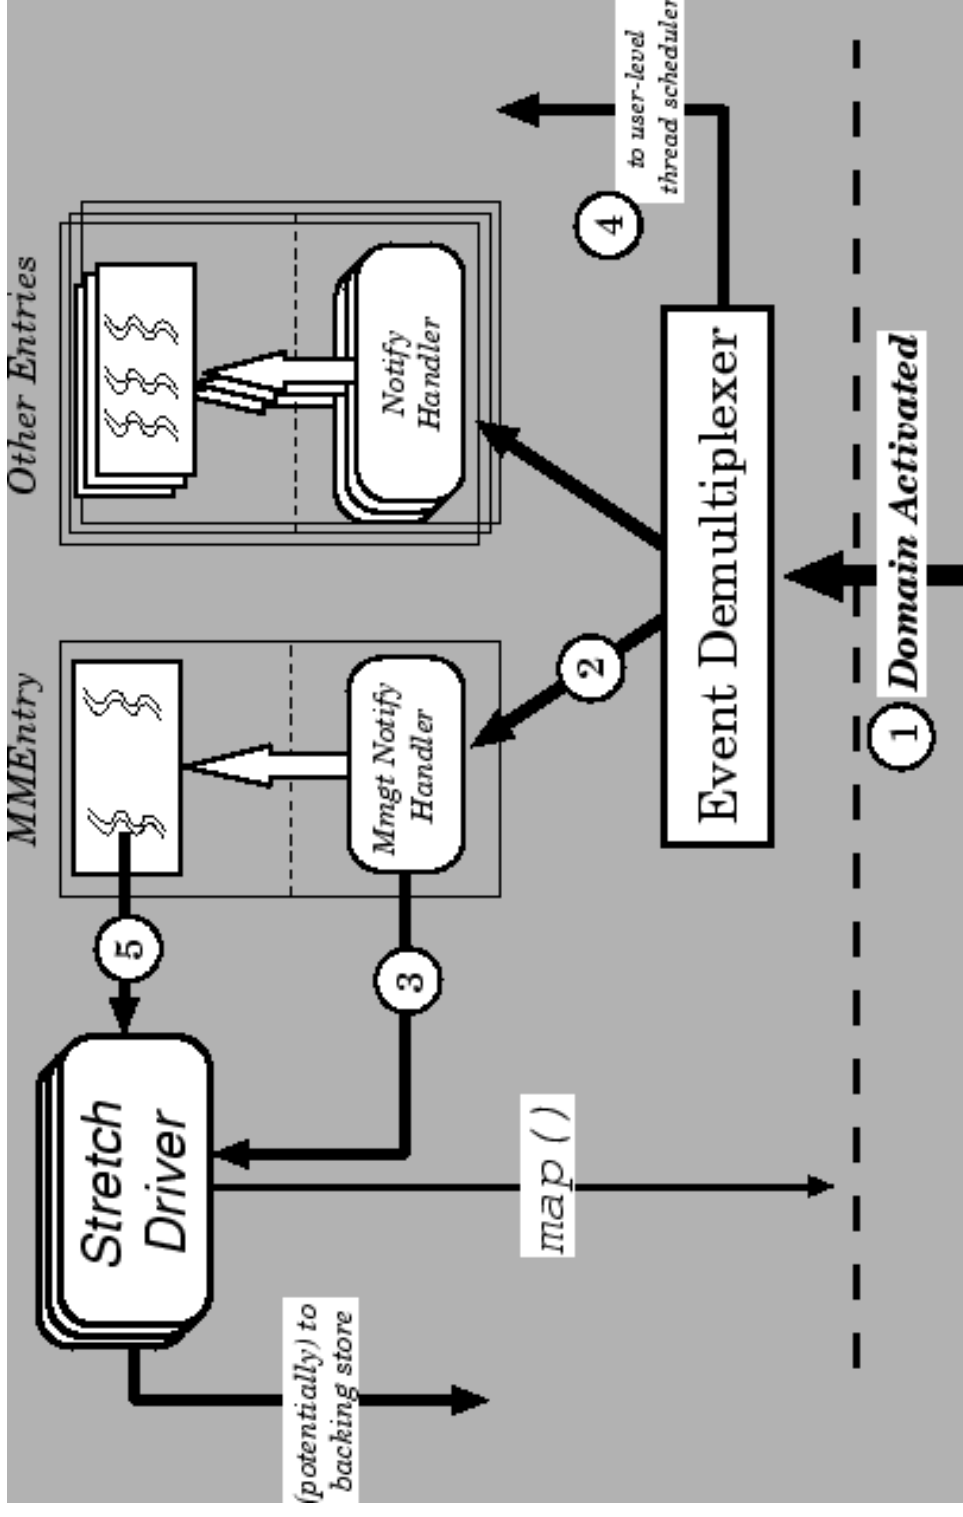 MMEntry
Other Entries
Stretch
Driver
5
3
Mmgt Notify
Handler
Notify
Handler
2
4
to user-level
thread scheduler
(potentially) to
backing store
map ()
Event Demultiplexer
1
Domain Activated